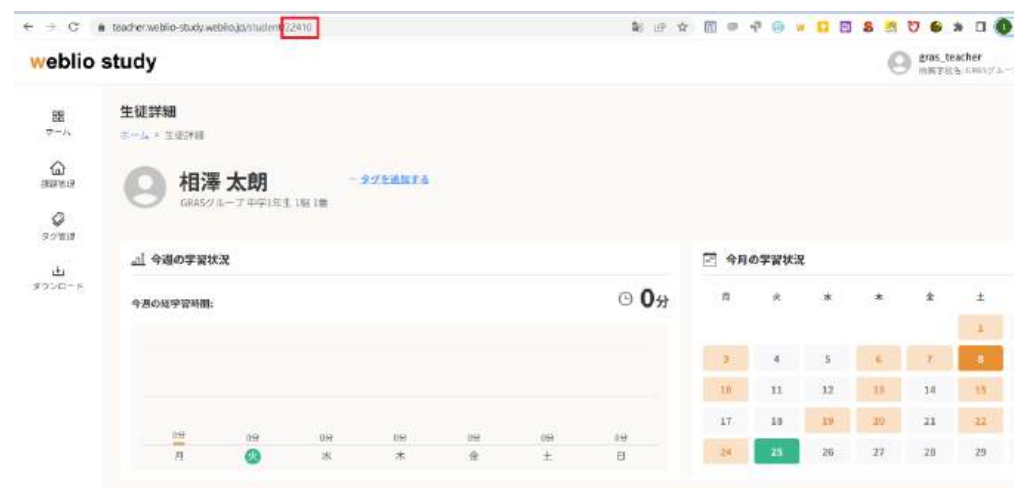 teacher.weblio-study.weblio.jp/student/22410
weblio study
gras_teacher
ホーム
課題管理
タグ管理
ダウンロード
生徒詳細
ホーム > 生徒詳細
相澤 太朗
タグを追加する
GRASグループ 中学1年生 1組 1番
今週の学習状況
今週の総学習時間:
0分
0分 0分 0分 0分 0分 0分 0分
月 火 水 木 金 土 日
今月の学習状況
月 火 水 木 金 土
1
3 4 5 6 7 8
10 11 12 13 14 15
17 18 19 20 21 22
24 25 26 27 28 29